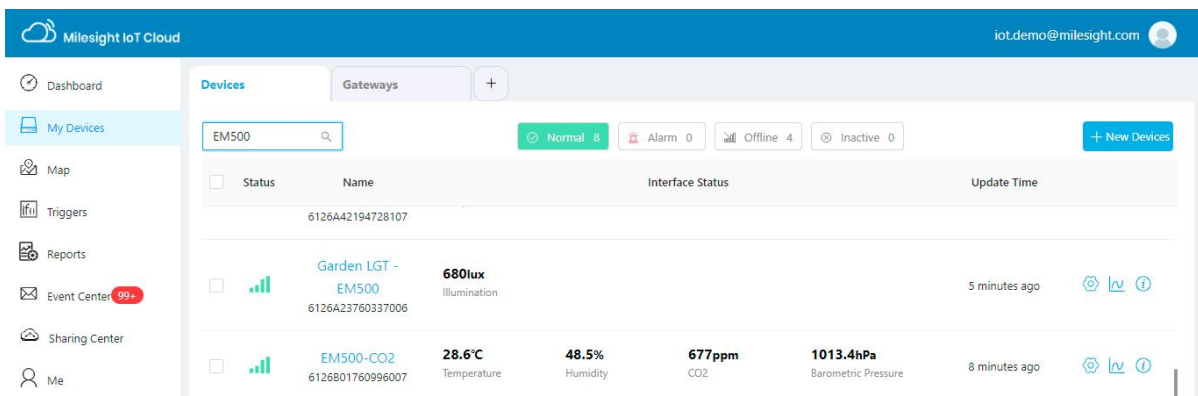 Milesight IoT Cloud
iot.demo@milesight.com
Dashboard
My Devices
Map
Triggers
Reports
Event Center 99+
Sharing Center
Me
Devices
Gateways
+
EM500
Normal 8
Alarm 0
Offline 4
Inactive 0
+ New Devices
Status
Name
Interface Status
Update Time
6126A42194728107
Garden LGT -
EM500
6126A23760337006
680lux
Illumination
5 minutes ago
EM500-CO2
6126B01760996007
28.6°C
Temperature
48.5%
Humidity
677ppm
CO2
1013.4hPa
Barometric Pressure
8 minutes ago